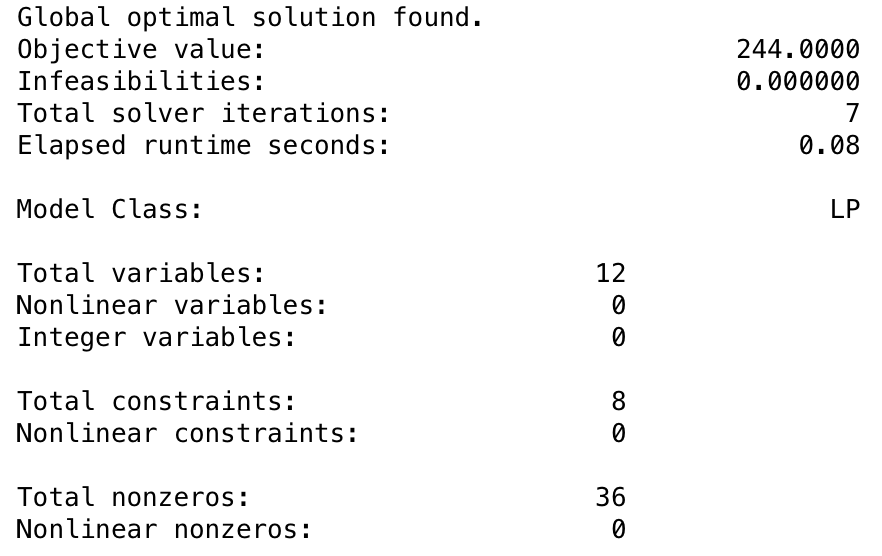 Global optimal solution found.
Objective value: 244.0000
Infeasibilities: 0.000000
Total solver iterations: 7
Elapsed runtime seconds: 0.08
Model Class: LP
Total variables: 12
Nonlinear variables: 0
Integer variables: 0
Total constraints: 8
Nonlinear constraints: 0
Total nonzeros: 36
Nonlinear nonzeros: 0